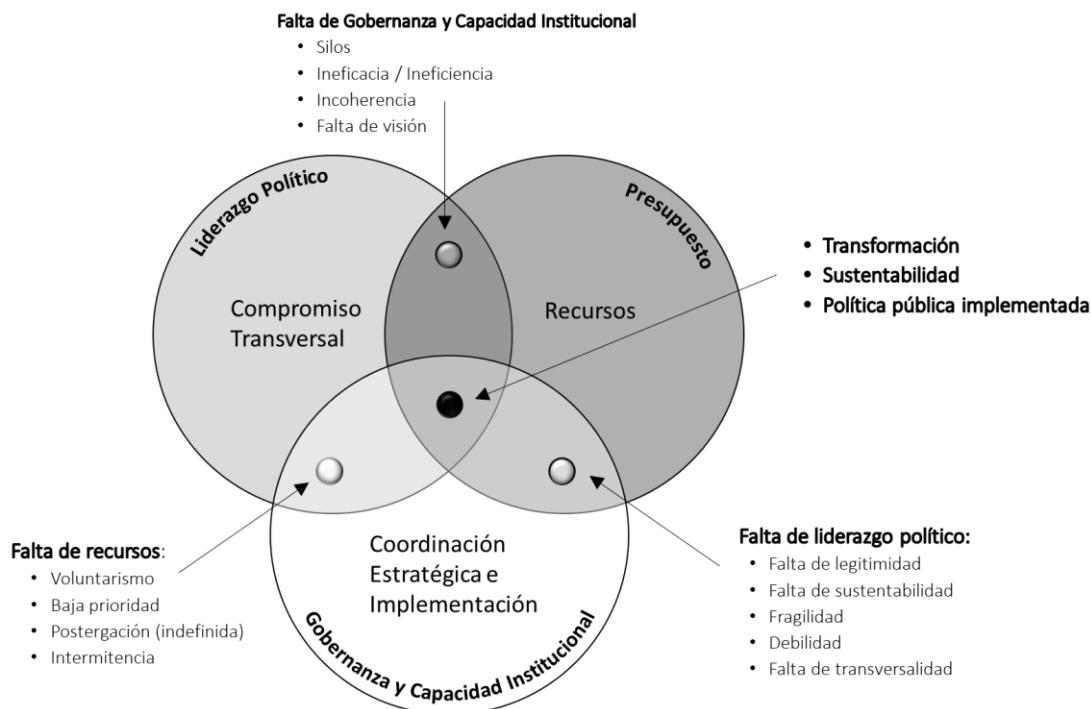 Falta de Gobernanza y Capacidad Institucional
• Silos
• Ineficacia / Ineficiencia
• Incoherencia
• Falta de visión
Liderazgo Político
Presupuesto
Compromiso
Transversal
Recursos
• Transformación
• Sustentabilidad
• Política pública implementada
Falta de recursos:
• Voluntarismo
• Baja prioridad
• Postergación (indefinida)
• Intermitencia
Coordinación
Estratégica e
Implementación
Gobernanza y Capacidad Institucional
Falta de liderazgo político:
• Falta de legitimidad
• Falta de sustentabilidad
• Fragilidad
• Debilidad
• Falta de transversalidad